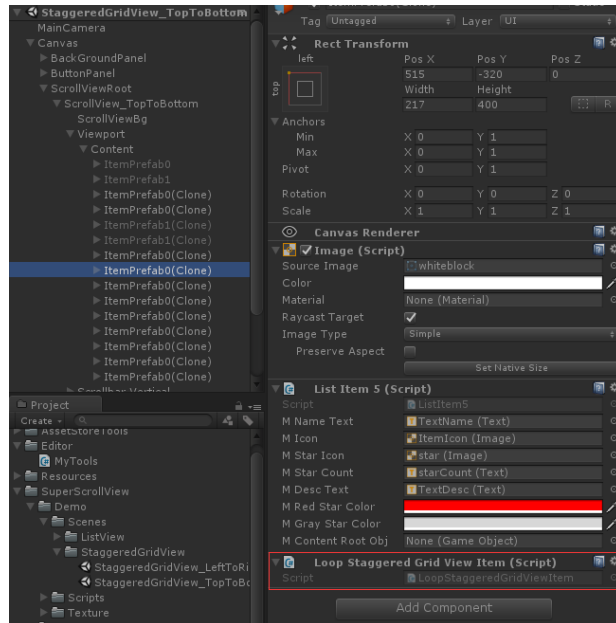 StaggeredGridView_TopToBottom
MainCamera
Canvas
BackGroundPanel
ButtonPanel
ScrollViewRoot
ScrollView_TopToBottom
ScrollViewBg
Viewport
Content
ItemPrefab0
ItemPrefab1
ItemPrefab0(Clone)
ItemPrefab0(Clone)
ItemPrefab1(Clone)
ItemPrefab1(Clone)
ItemPrefab0(Clone)
ItemPrefab0(Clone)
ItemPrefab0(Clone)
ItemPrefab0(Clone)
ItemPrefab0(Clone)
ItemPrefab0(Clone)
ItemPrefab0(Clone)
ItemPrefab0(Clone)
ItemPrefab0(Clone)
Scrollbar Vertical
Project
Create
AssetStoreTools
Editor
MyTools
Resources
SuperScrollView
Demo
Scenes
ListView
StaggeredGridView
StaggeredGridView_LeftToRi
StaggeredGridView_TopToBo
Scripts
Texture
Tag Untagged Layer UI
Rect Transform
left Pos X Pos Y Pos Z
top 515 -320 0
Width Height
217 400 R
Anchors
Min X 0 Y 1
Max X 0 Y 1
Pivot X 0 Y 1
Rotation X 0 Y 0 Z 0
Scale X 1 Y 1 Z 1
Canvas Renderer
Image (Script)
Source Image whiteblock
Color
Material None (Material)
Raycast Target
Image Type Simple
Preserve Aspect
Set Native Size
List Item 5 (Script)
Script ListItem5
M Name Text TextName (Text)
M Icon ItemIcon (Image)
M Star Icon star (Image)
M Star Count starCount (Text)
M Desc Text TextDesc (Text)
M Red Star Color
M Gray Star Color
M Content Root Obj None (Game Object)
Loop Staggered Grid View Item (Script)
Script LoopStaggeredGridViewItem
Add Component